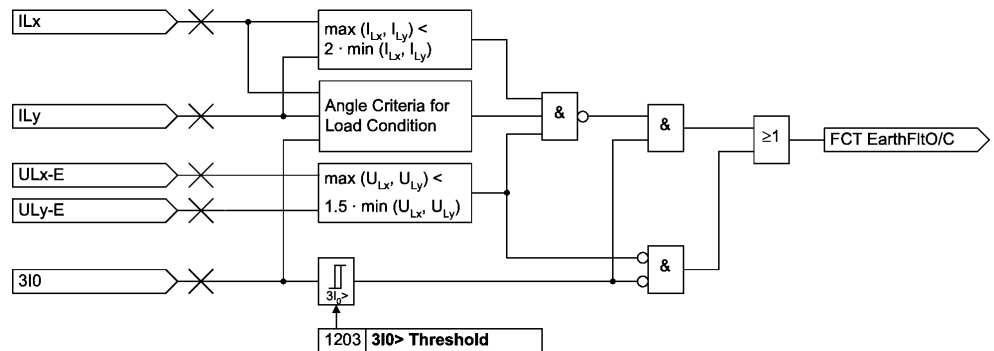 ILx
max (ILx, ILy) <
2 · min (ILx, ILy)
ILy
Angle Criteria for
Load Condition
&
&
≥1
FCT EarthFltO/C
ULx-E
max (ULx, ULy) <
ULy-E
1.5 · min (ULx, ULy)
&
3I0
3I0>
1203 3I0> Threshold